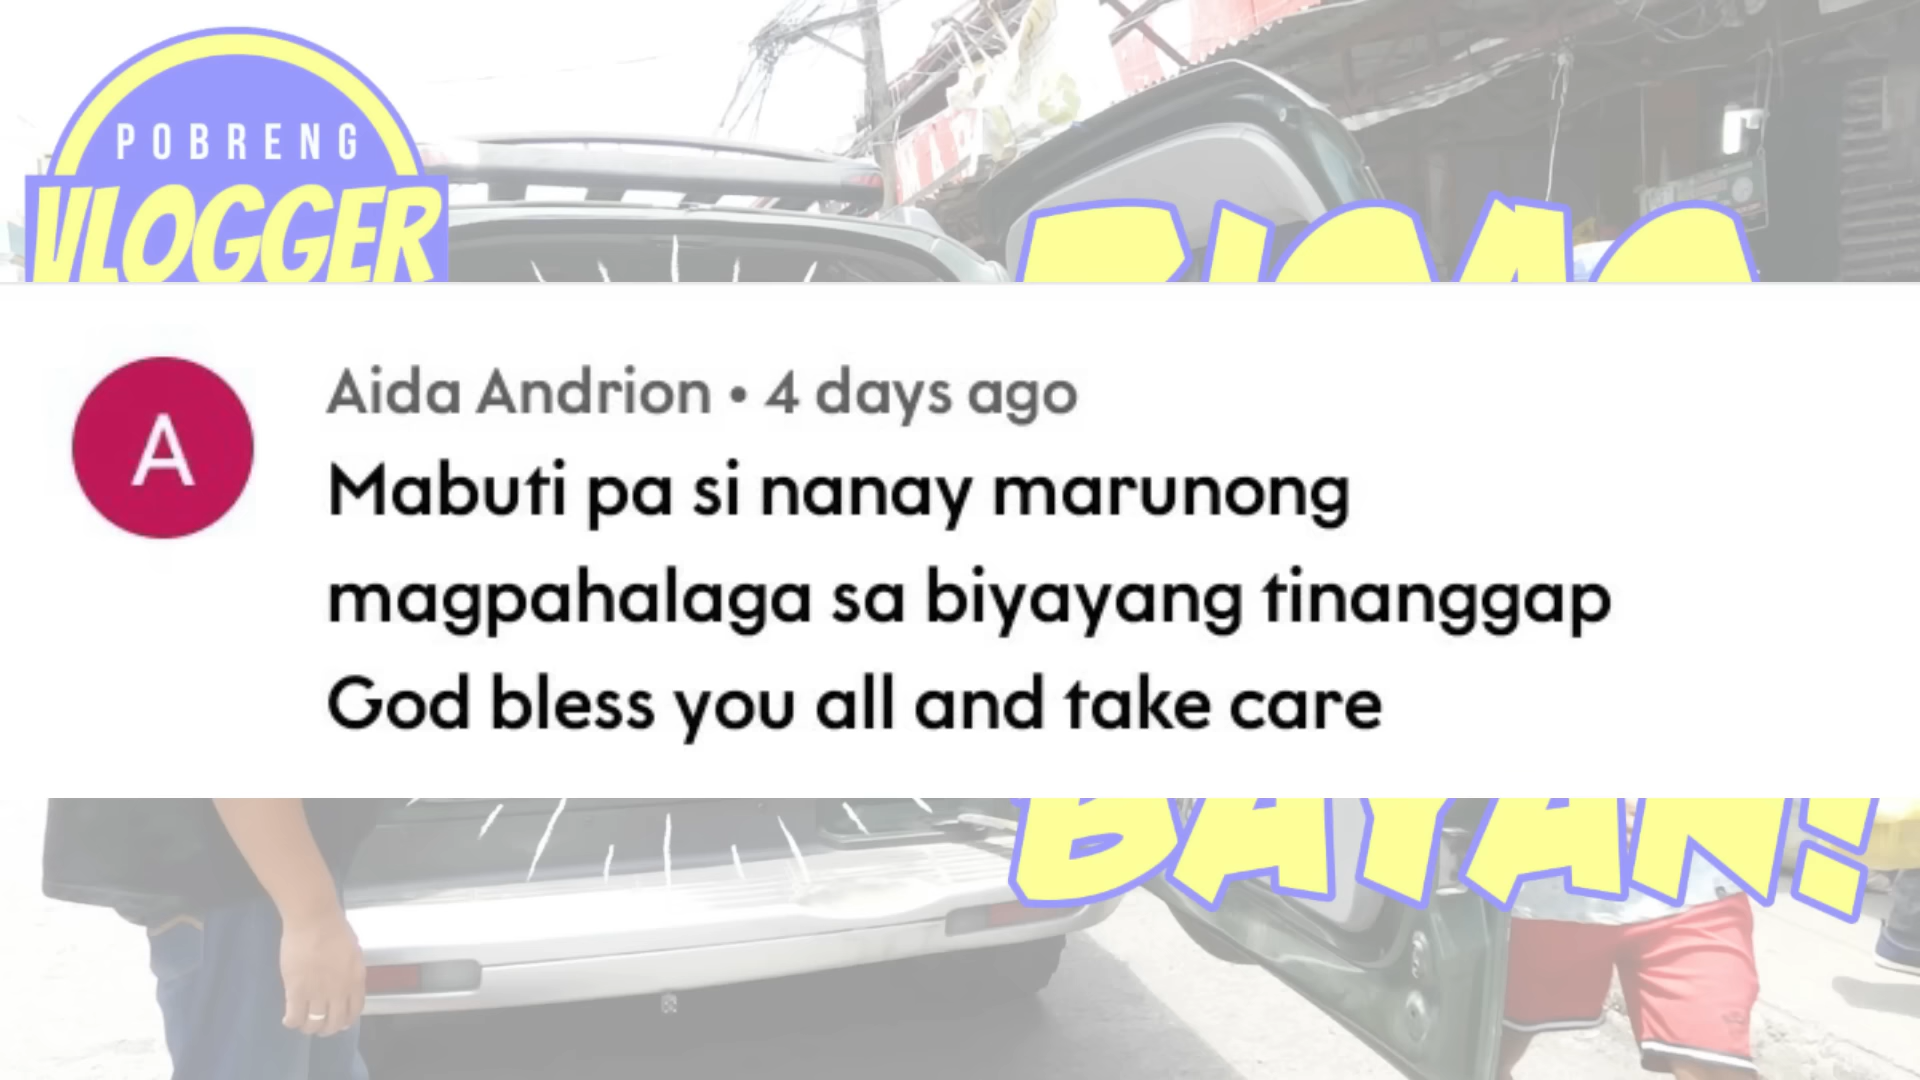 POBRENG
VLOGGER
Aida Andrion • 4 days ago
Mabuti pa si nanay marunong
magpahalaga sa biyayang tinanggap
God bless you all and take care
BAYAN!